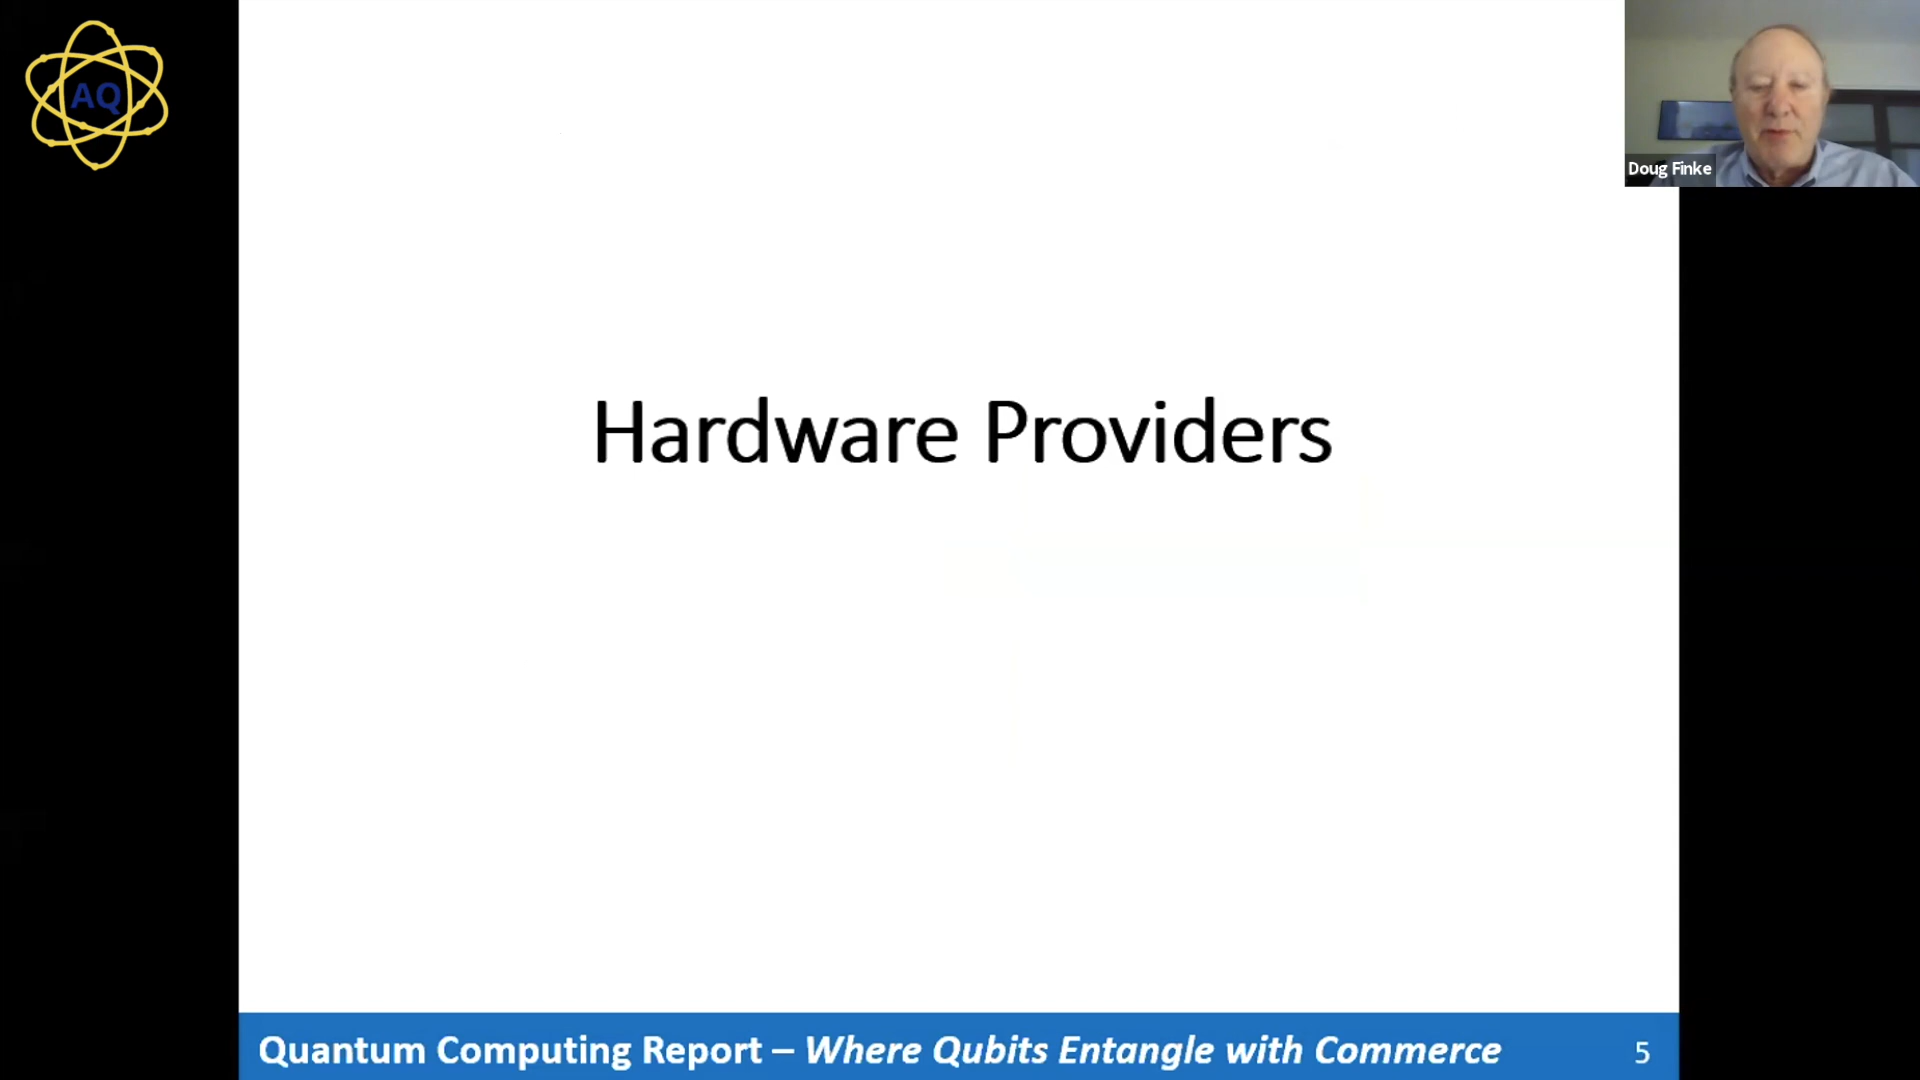 AQ
Doug Finke
Hardware Providers
Quantum Computing Report – Where Qubits Entangle with Commerce
5